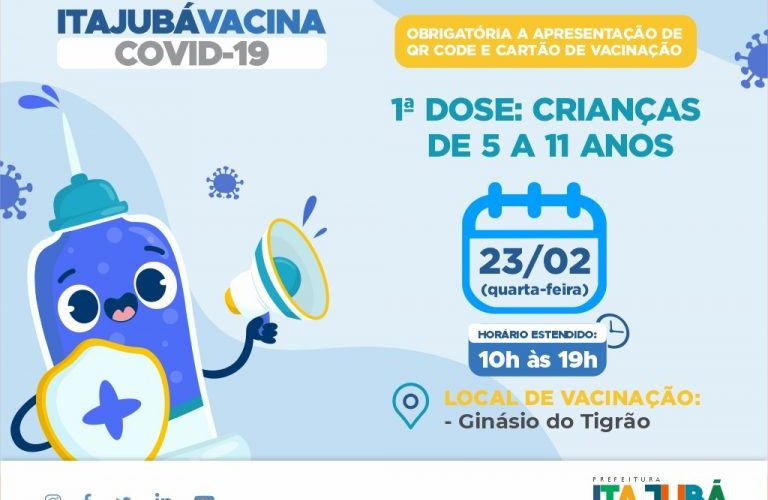 ITAJUBÁVACINA
COVID-19
OBRIGATÓRIA A APRESENTAÇÃO DE
QR CODE E CARTÃO DE VACINAÇÃO
1ª DOSE: CRIANÇAS
DE 5 A 11 ANOS
23/02
(quarta-feira)
HORÁRIO ESTENDIDO:
10h às 19h
LOCAL DE VACINAÇÃO:
- Ginásio do Tigrão
PREFEITURA
ITAJUBÁ